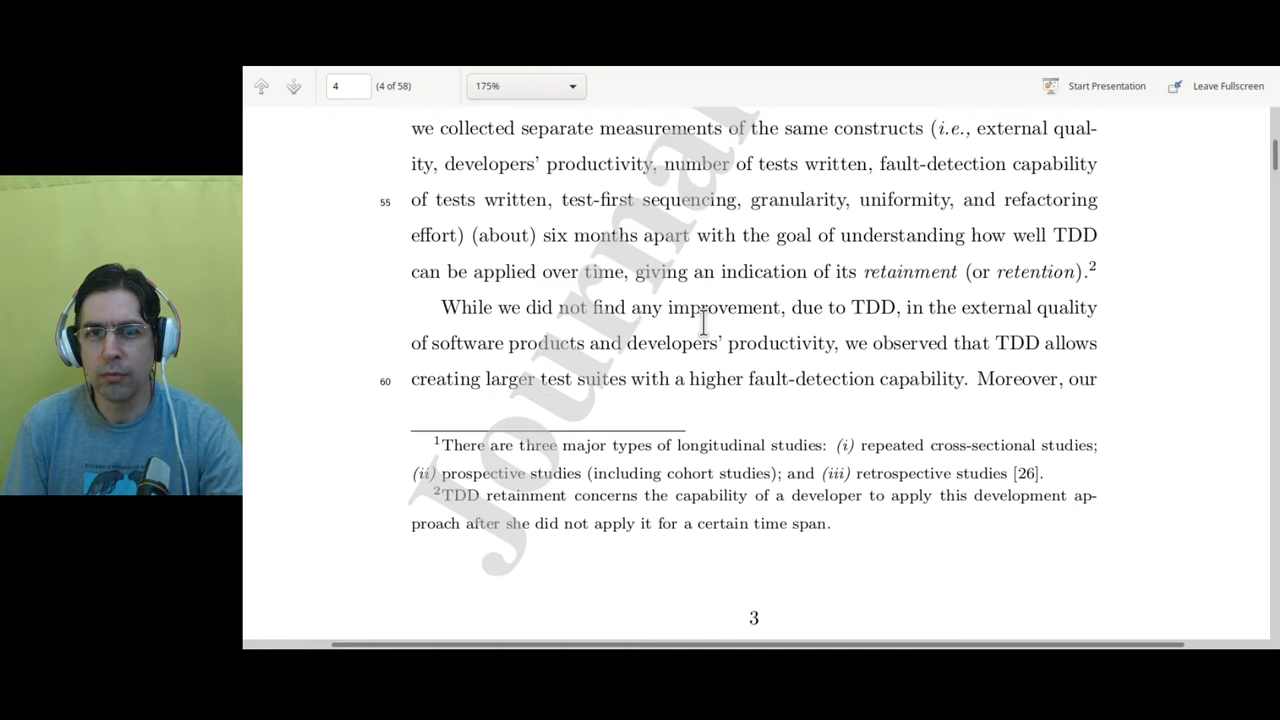 4
(4 of 58)
175%
Start Presentation
Leave Fullscreen
we collected separate measurements of the same constructs (i.e., external qual-
ity, developers' productivity, number of tests written, fault-detection capability
55 of tests written, test-first sequencing, granularity, uniformity, and refactoring
effort) (about) six months apart with the goal of understanding how well TDD
can be applied over time, giving an indication of its retainment (or retention).2
While we did not find any improvement, due to TDD, in the external quality
of software products and developers' productivity, we observed that TDD allows
60 creating larger test suites with a higher fault-detection capability. Moreover, our
1There are three major types of longitudinal studies: (i) repeated cross-sectional studies;
(ii) prospective studies (including cohort studies); and (iii) retrospective studies [26].
2TDD retainment concerns the capability of a developer to apply this development ap-
proach after she did not apply it for a certain time span.
3
Journal